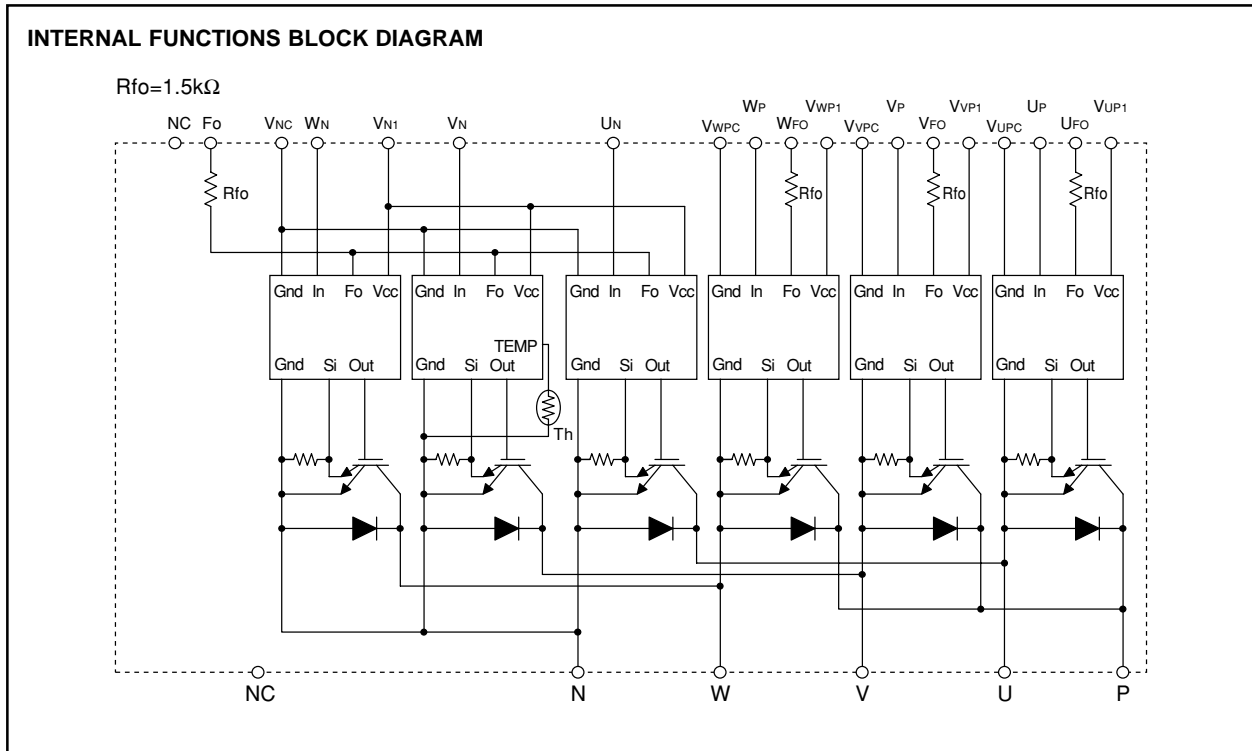 INTERNAL FUNCTIONS BLOCK DIAGRAM
Rfo=1.5kΩ
NC Fo VNC WN VN1 VN UN VWPC WP WFO VWP1 VVPC VP VFO VVP1 VUPC UP UFO VUP1
Rfo Rfo Rfo Rfo
Gnd In Fo Vcc Gnd In Fo Vcc Gnd In Fo Vcc Gnd In Fo Vcc Gnd In Fo Vcc Gnd In Fo Vcc
TEMP
Gnd Si Out Gnd Si Out Gnd Si Out Gnd Si Out Gnd Si Out Gnd Si Out
Th
NC N W V U P